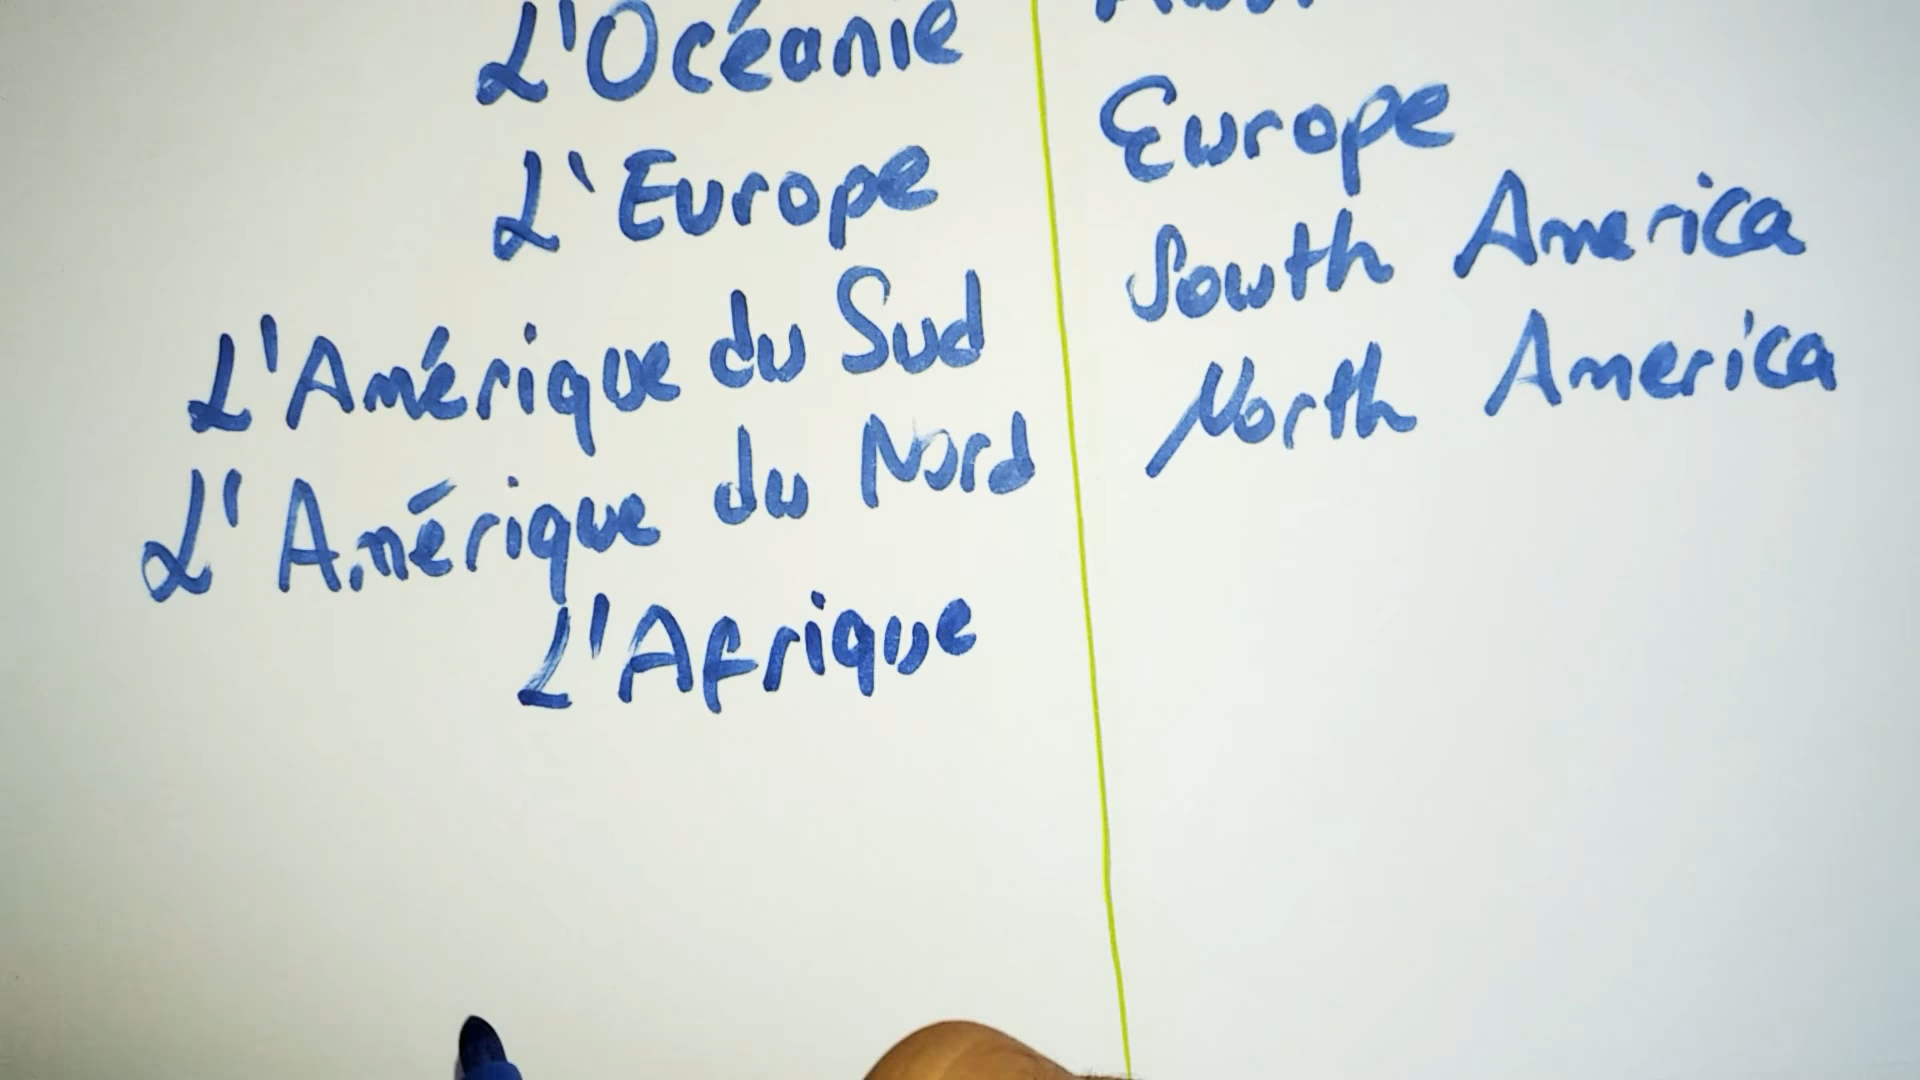 L'Océanie
L'Europe Europe
L'Amérique du Sud South America
L'Amérique du Nord North America
L'Afrique